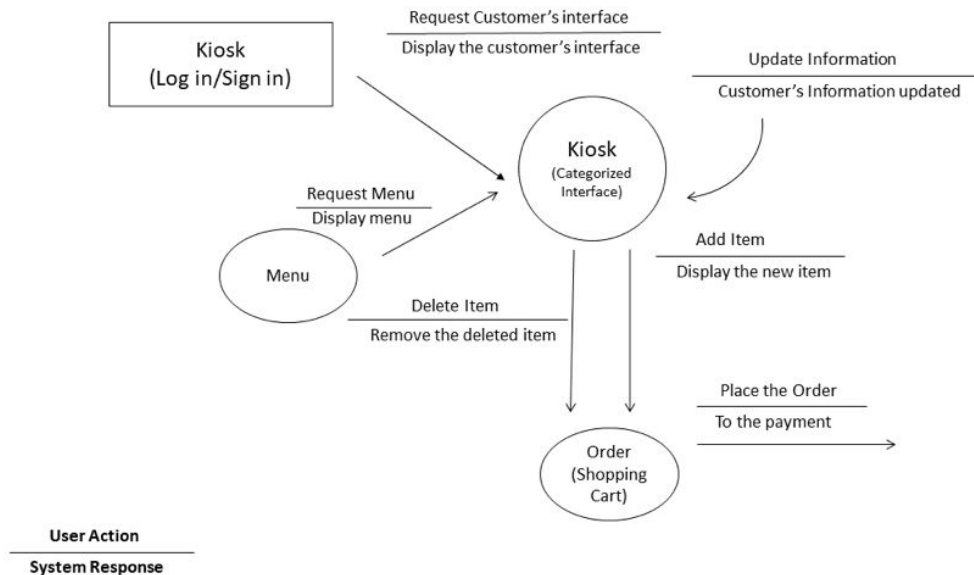 Request Customer's interface
Display the customer's interface
Kiosk
(Log in/Sign in)
Update Information
Customer's Information updated
Kiosk
(Categorized
Interface)
Request Menu
Display menu
Menu
Add Item
Display the new item
Delete Item
Remove the deleted item
Place the Order
To the payment
Order
(Shopping
Cart)
User Action
System Response